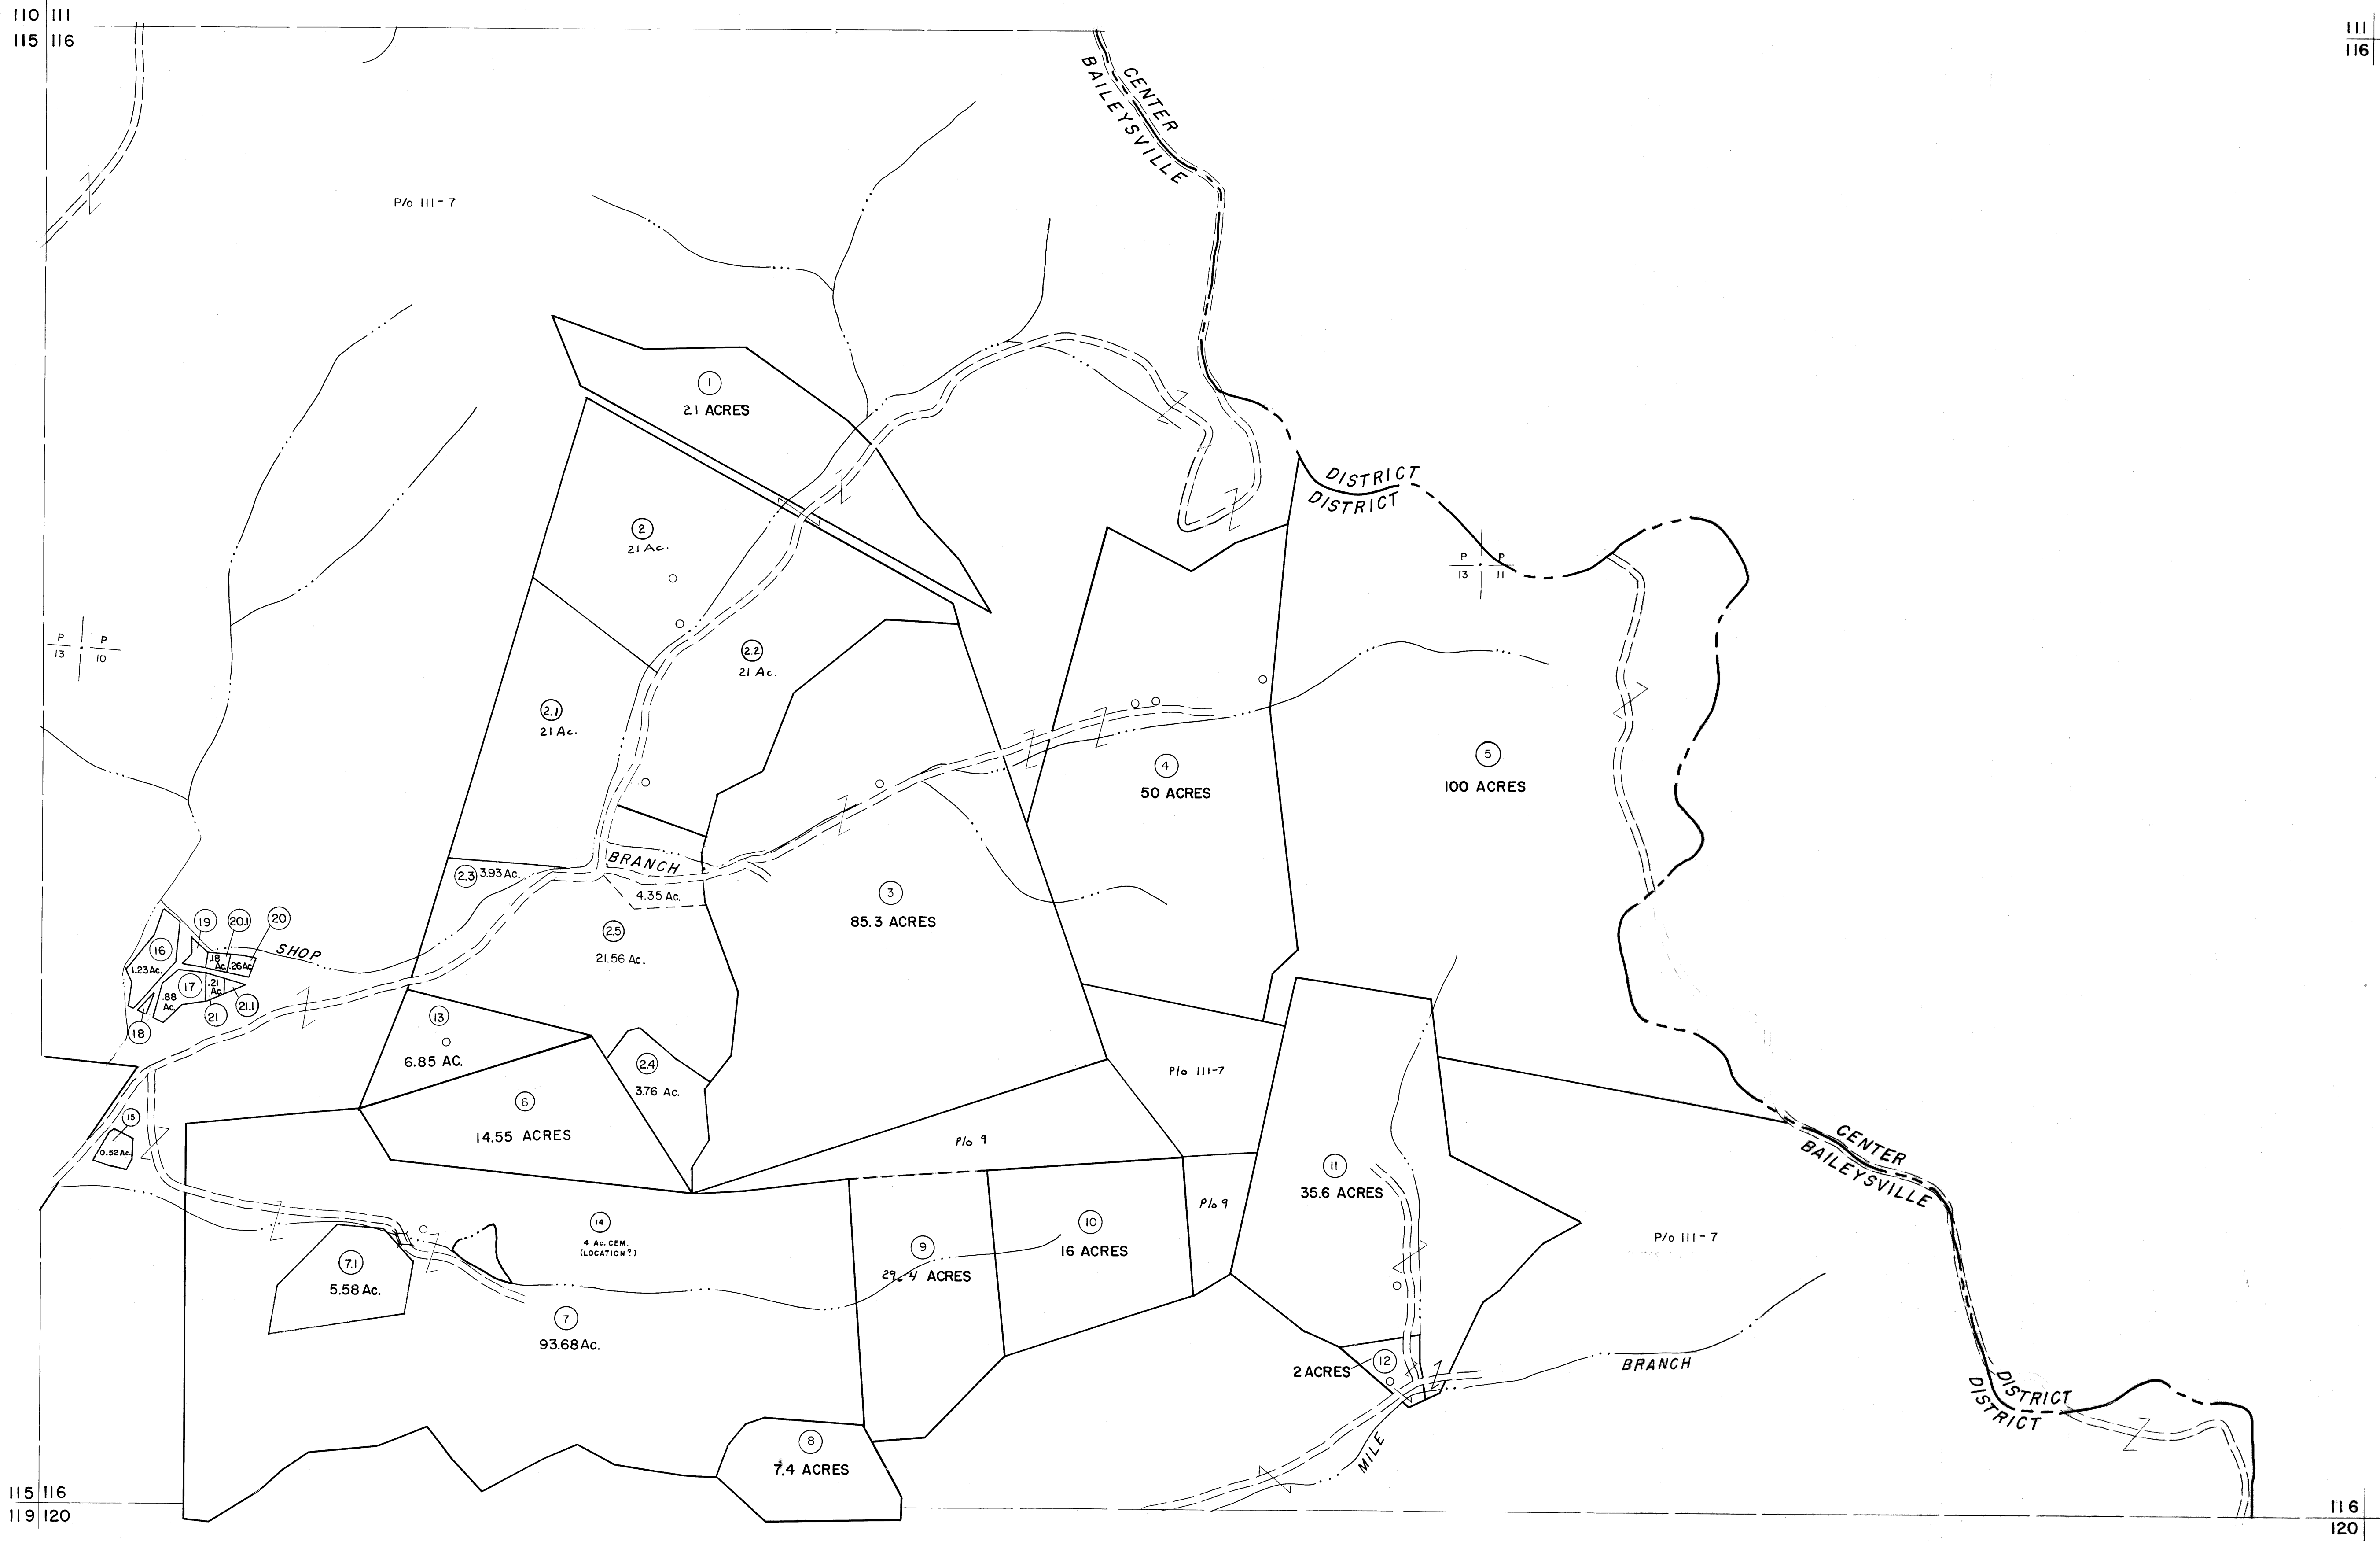 110 111
115 116
111
116
CENTER
BAILEYSVILLE
P/o 111-7
1
21 ACRES
DISTRICT
DISTRICT
2
21 Ac.
P P
13 11
P P
13 10
2.2
21 Ac.
2.1
21 Ac.
5
100 ACRES
4
50 ACRES
BRANCH
2.3 3.93 Ac.
4.35 Ac.
3
85.3 ACRES
19 20.1 20
2.5
21.56 Ac.
16
1.23 Ac.
SHOP
.18
Ac.
.26 Ac.
17
.88
Ac.
.21
Ac.
21 21.1
18
13
6.85 AC.
2.4
3.76 Ac.
P/o 111-7
6
14.55 ACRES
15
0.52 Ac.
P/o 9
CENTER
BAILEYSVILLE
11
35.6 ACRES
P/o 9
14
4 Ac. CEM.
(LOCATION?)
10
16 ACRES
P/o 111-7
7.1
5.58 Ac.
9
29.4 ACRES
7
93.68 Ac.
12
2 ACRES
BRANCH
DISTRICT
DISTRICT
8
7.4 ACRES
MILE
115 116
119 120
116
120